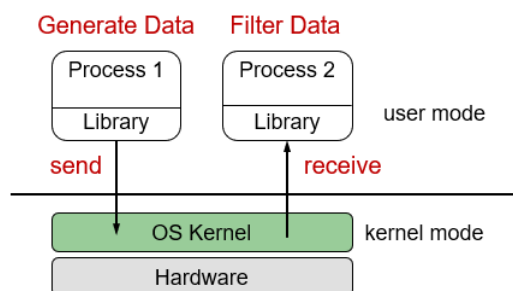 Generate Data
Filter Data
Process 1
Process 2
Library
Library
user mode
send
receive
OS Kernel
kernel mode
Hardware